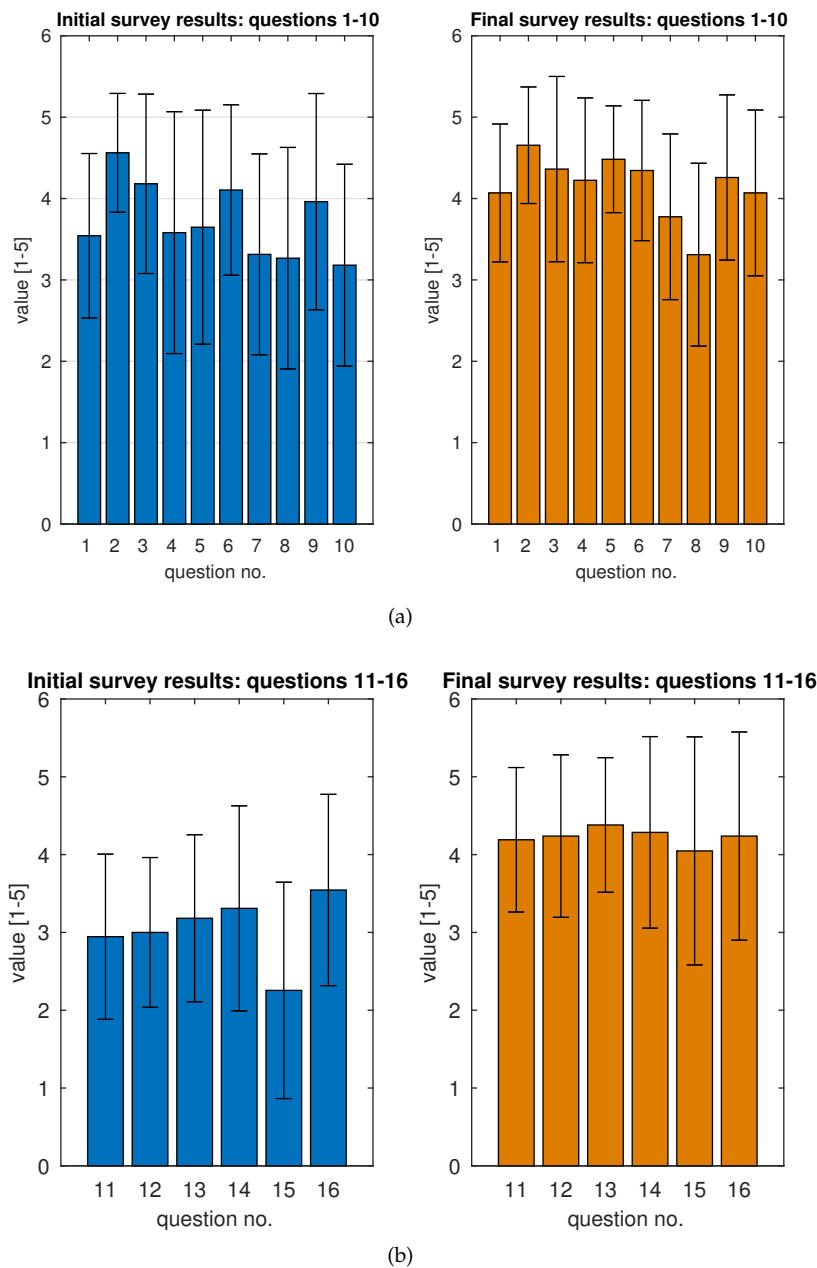 Initial survey results: questions 1-10
Final survey results: questions 1-10
6
5
4
3
2
1
0
value [1-5]
1 2 3 4 5 6 7 8 9 10
question no.
6
5
4
3
2
1
0
value [1-5]
1 2 3 4 5 6 7 8 9 10
question no.
(a)
Initial survey results: questions 11-16
Final survey results: questions 11-16
6
5
4
3
2
1
0
value [1-5]
11 12 13 14 15 16
question no.
6
5
4
3
2
1
0
value [1-5]
11 12 13 14 15 16
question no.
(b)